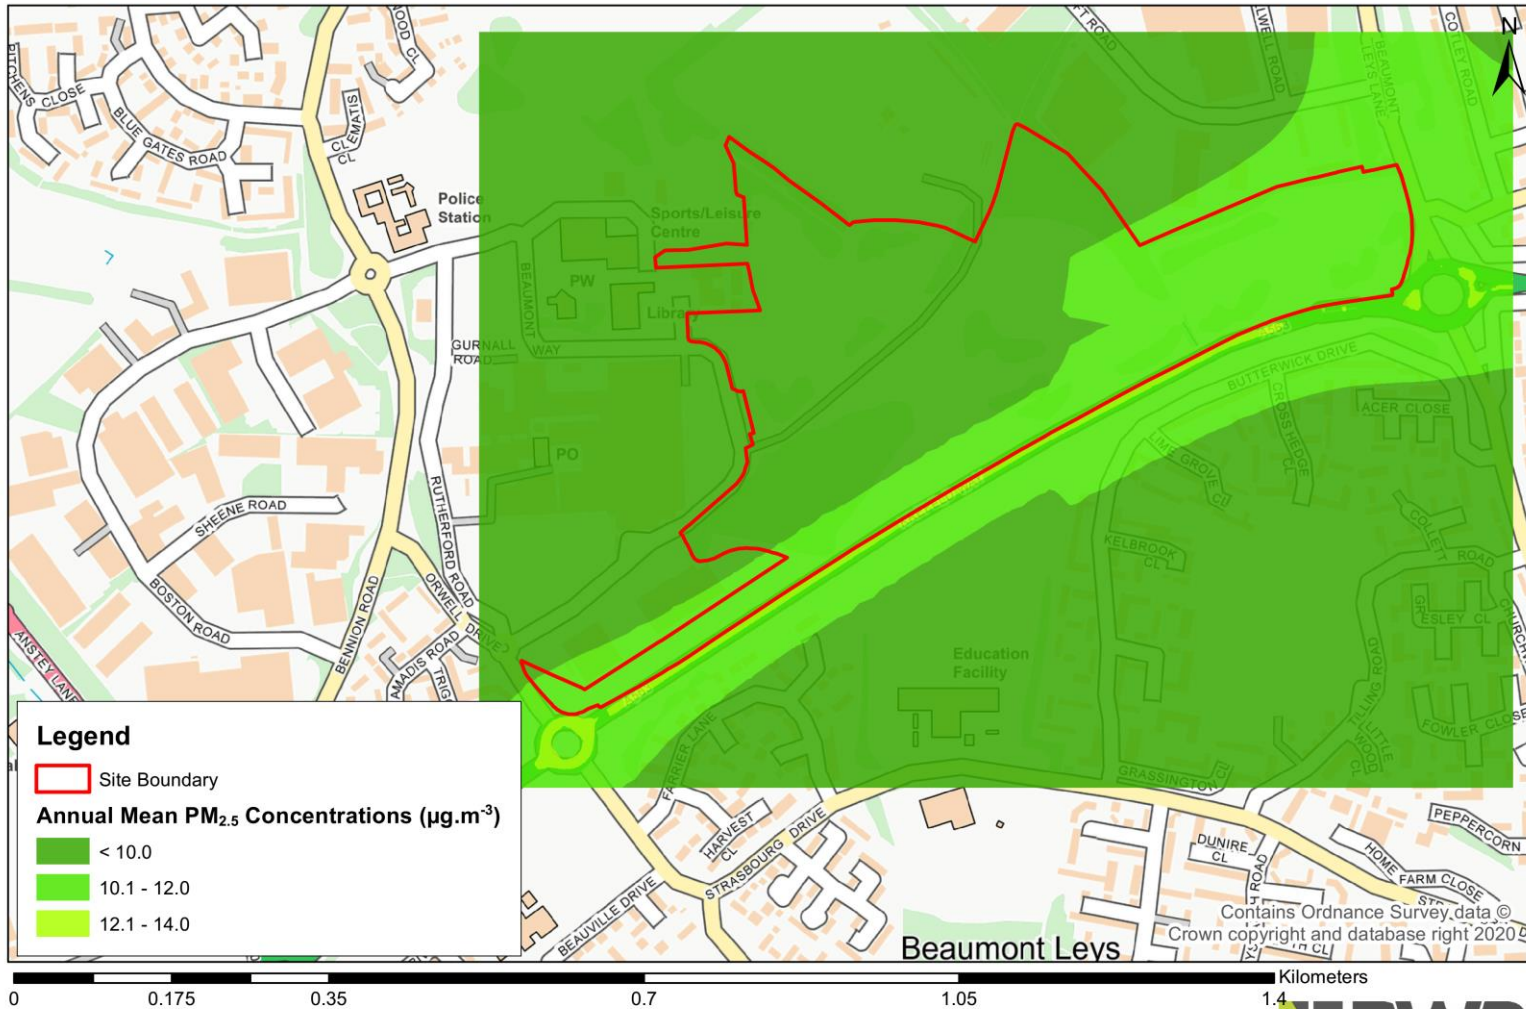 N
BLUE GATES ROAD
CLOSE
CLEMATIS
CL
Police
Station
BEAUMONT
LEYS LANE
COTLEY ROAD
Sports/Leisure
Centre
BEAUMONT
PW
Library
GURNALL
ROAD
WAY
PO
BUTTERWICK DRIVE
CROSS HEDGE
CL
ACER CLOSE
LIME GROVE CL
SHEENE ROAD
RUTHERFORD ROAD
BOSTON ROAD
BENNION ROAD
ORWELL DRIVE
AMADIS ROAD
ANSTEY LANE
KELBROOK
CL
COLLETT
ROAD
GRESLEY CL
TILLING ROAD
LITTLE
WOOD
CL
FOWLER CLOSE
Education
Facility
FARRIER LANE
GRASSINGTON CL
HARVEST
CL
STRASBOURG DRIVE
BEAUVILLE DRIVE
DUNIRE
CL
HOME
FARM CLOSE
PEPPERCORN
Legend
Site Boundary
Annual Mean PM2.5 Concentrations (µg.m-3)
< 10.0
10.1 - 12.0
12.1 - 14.0
Contains Ordnance Survey data ©
Crown copyright and database right 2020
Beaumont Leys
Kilometers
0 0.175 0.35 0.7 1.05 1.4